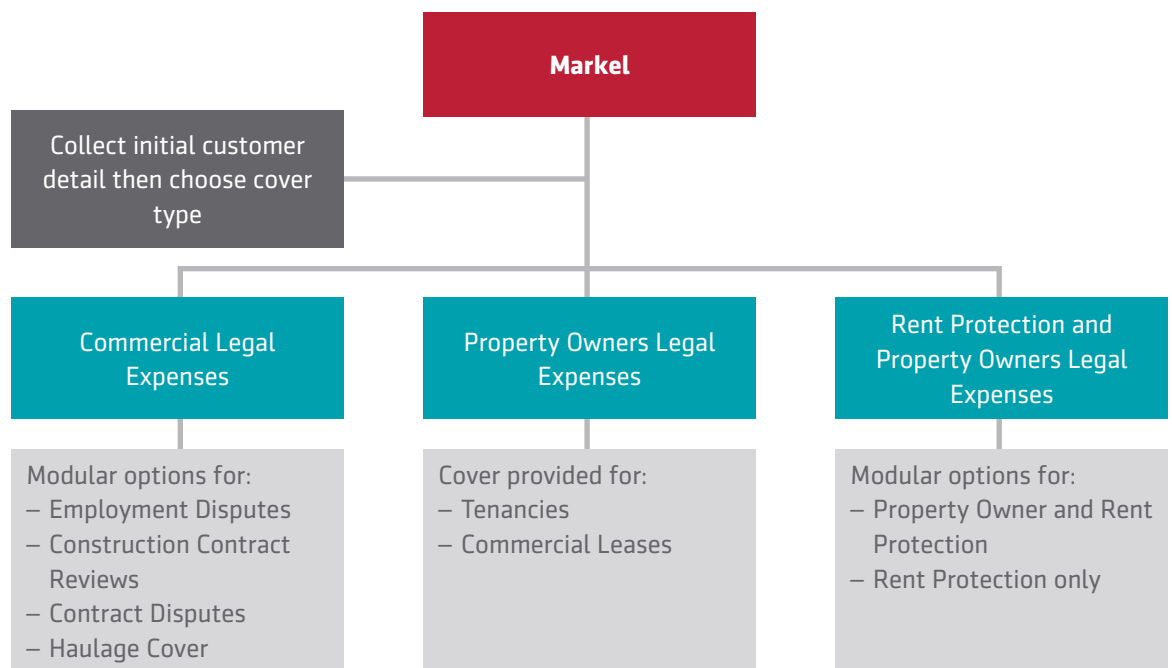 Markel
Collect initial customer
detail then choose cover
type
Commercial Legal
Expenses
Property Owners Legal
Expenses
Rent Protection and
Property Owners Legal
Expenses
Modular options for:
– Employment Disputes
– Construction Contract
Reviews
– Contract Disputes
– Haulage Cover
Cover provided for:
– Tenancies
– Commercial Leases
Modular options for:
– Property Owner and Rent
Protection
– Rent Protection only